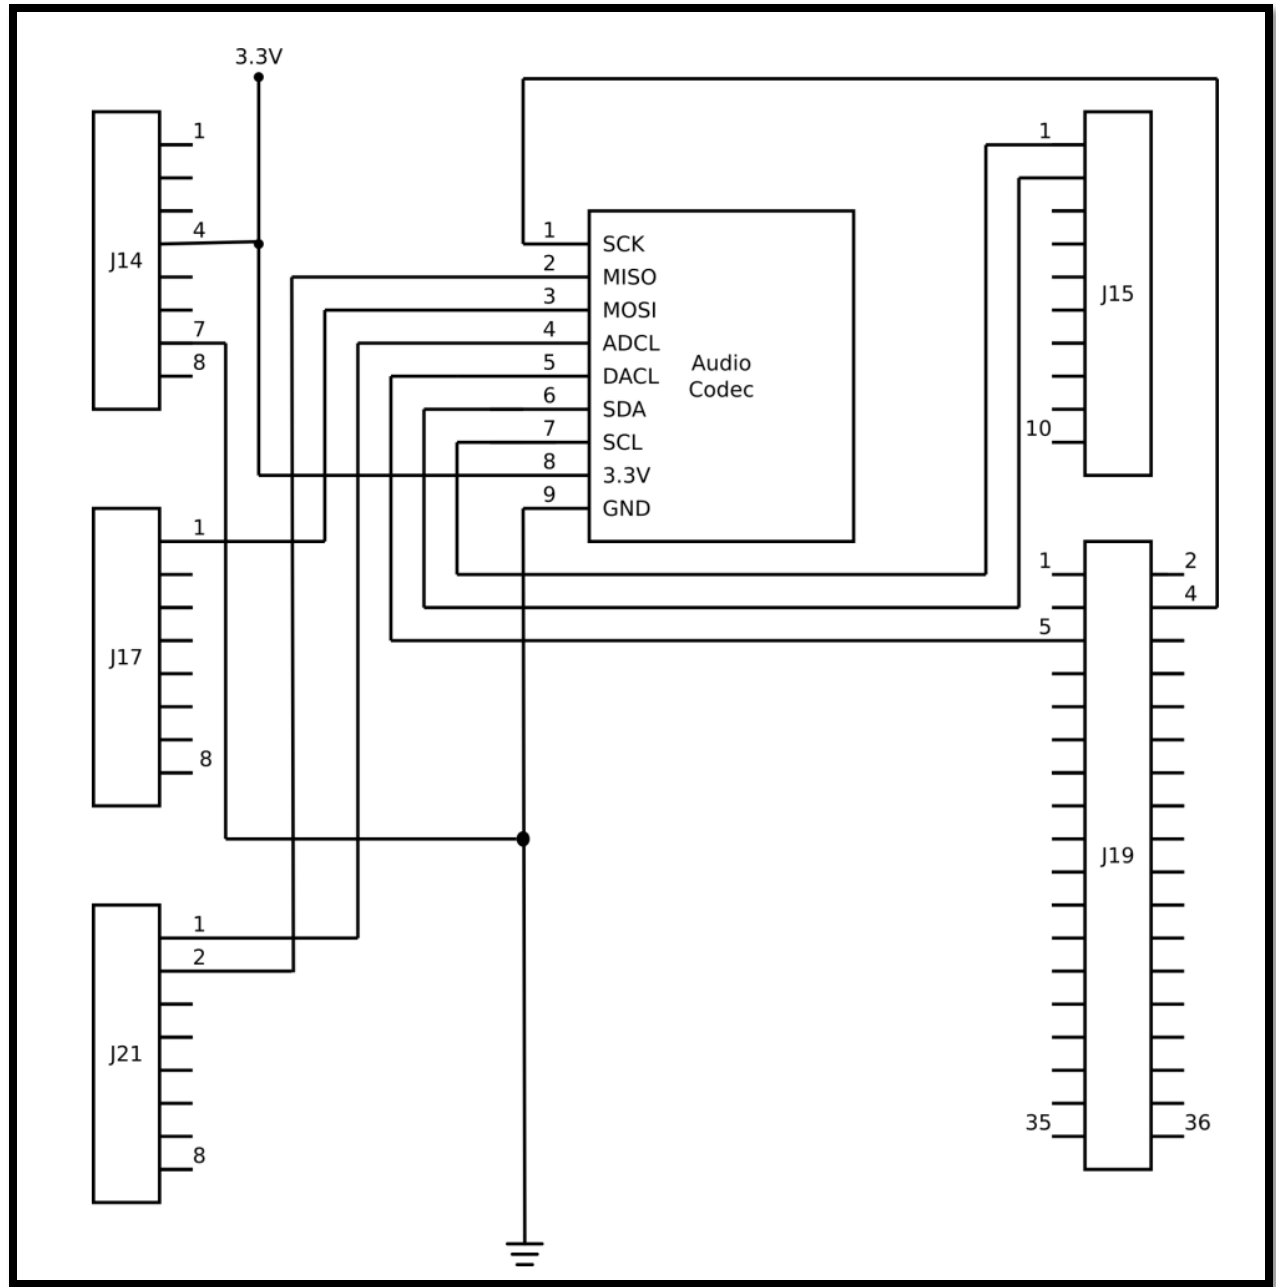 3.3V
1
4
J14
7
8
1
J17
8
1
2
J21
8
1 SCK
2 MISO
3 MOSI
4 ADCL
5 DACL
6 SDA
7 SCL
8 3.3V
9 GND
Audio
Codec
1
J15
10
1 2
4
5
J19
35 36